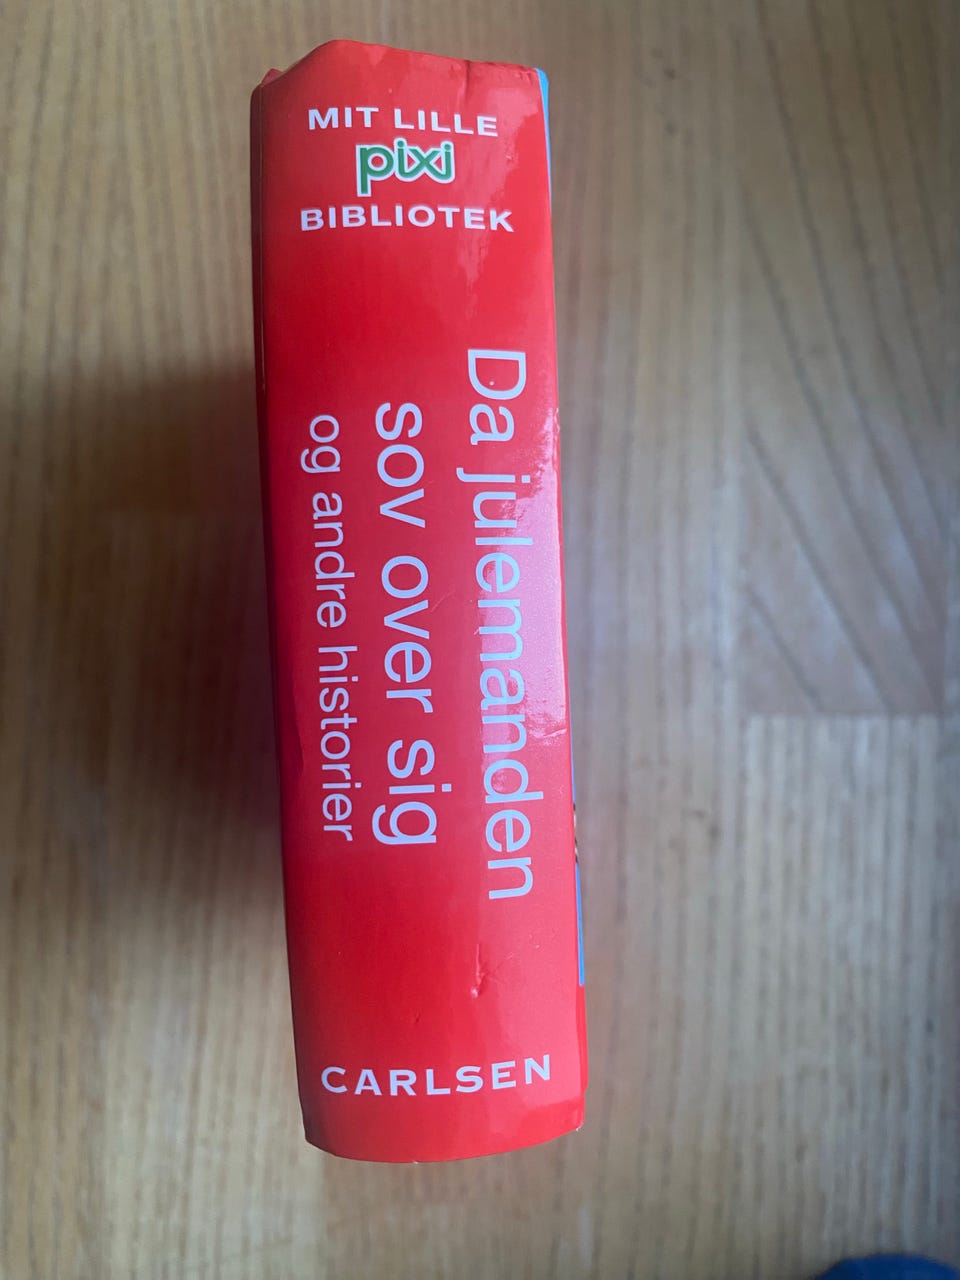 MIT LILLE
pixi
BIBLIOTEK
Da julemanden
sov over sig
og andre historier
CARLSEN